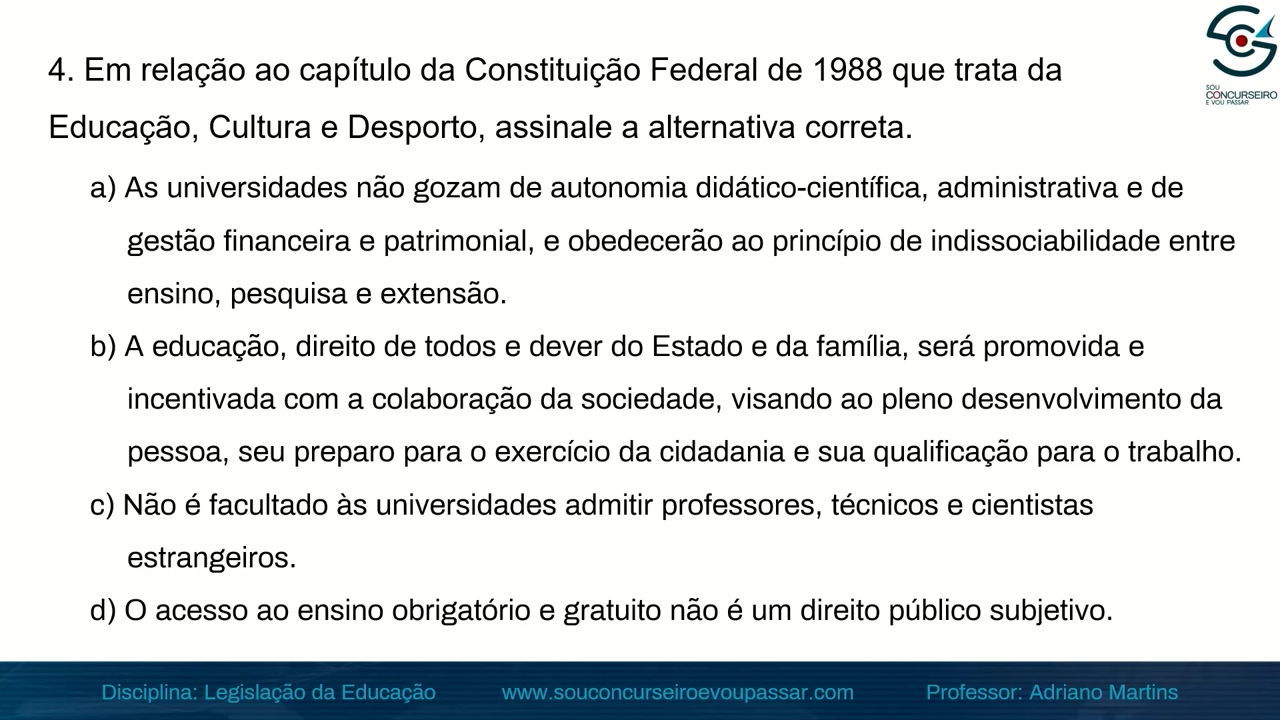 SOU
CONCURSEIRO
E VOU PASSAR
4. Em relação ao capítulo da Constituição Federal de 1988 que trata da
Educação, Cultura e Desporto, assinale a alternativa correta.
a) As universidades não gozam de autonomia didático-científica, administrativa e de
gestão financeira e patrimonial, e obedecerão ao princípio de indissociabilidade entre
ensino, pesquisa e extensão.
b) A educação, direito de todos e dever do Estado e da família, será promovida e
incentivada com a colaboração da sociedade, visando ao pleno desenvolvimento da
pessoa, seu preparo para o exercício da cidadania e sua qualificação para o trabalho.
c) Não é facultado às universidades admitir professores, técnicos e cientistas
estrangeiros.
d) O acesso ao ensino obrigatório e gratuito não é um direito público subjetivo.
Disciplina: Legislação da Educação www.souconcurseiroevoupassar.com Professor: Adriano Martins